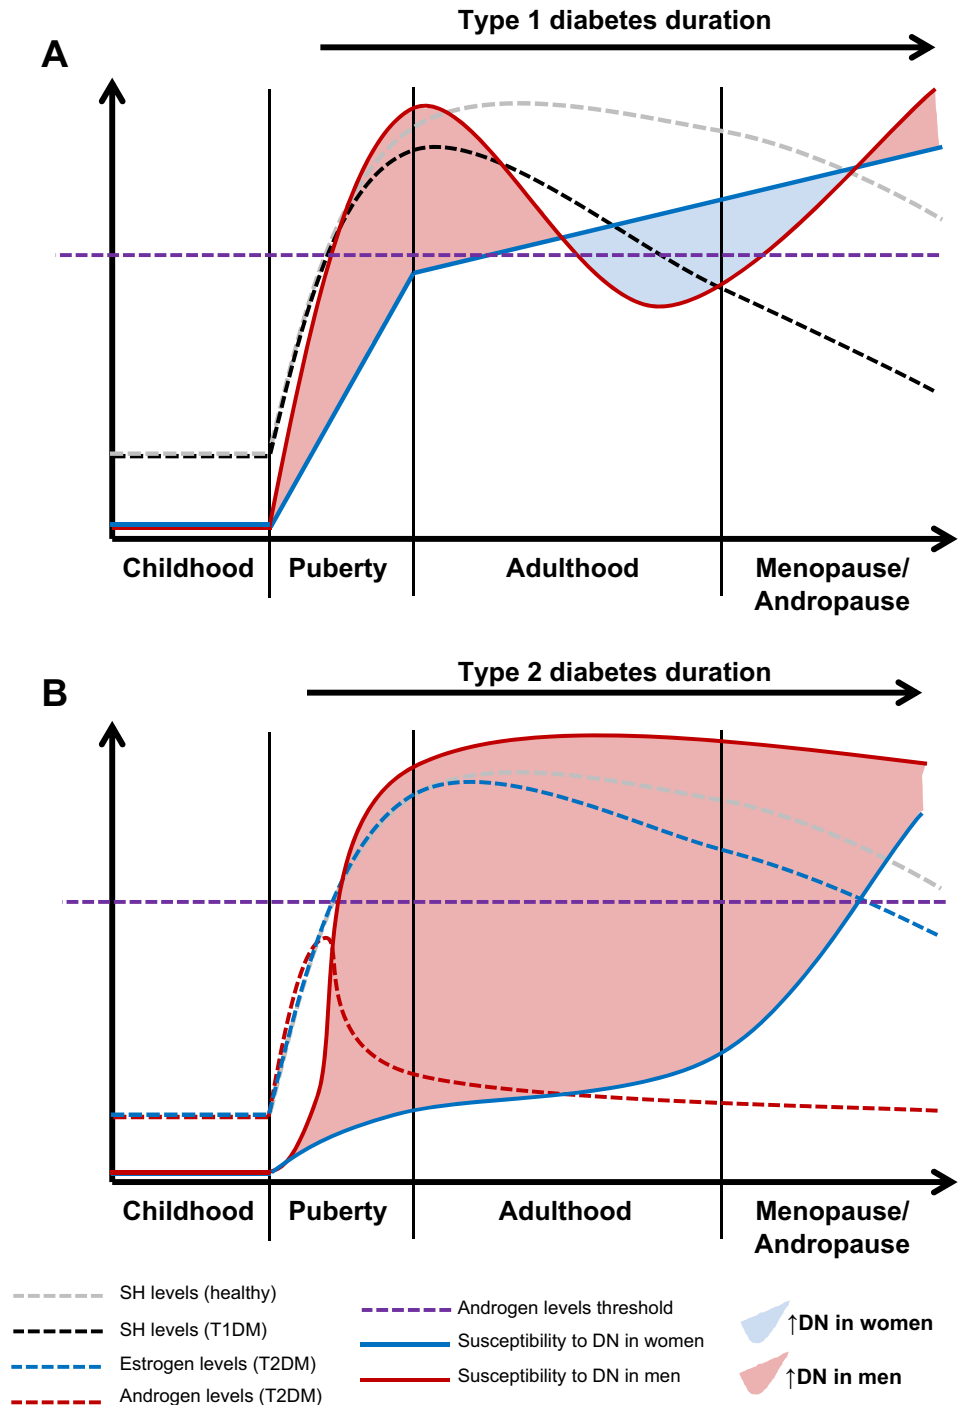 Type 1 diabetes duration
A
Childhood
Puberty
Adulthood
Menopause/
Andropause
Type 2 diabetes duration
B
Childhood
Puberty
Adulthood
Menopause/
Andropause
SH levels (healthy)
SH levels (T1DM)
Estrogen levels (T2DM)
Androgen levels (T2DM)
Androgen levels threshold
Susceptibility to DN in women
Susceptibility to DN in men
↑DN in women
↑DN in men